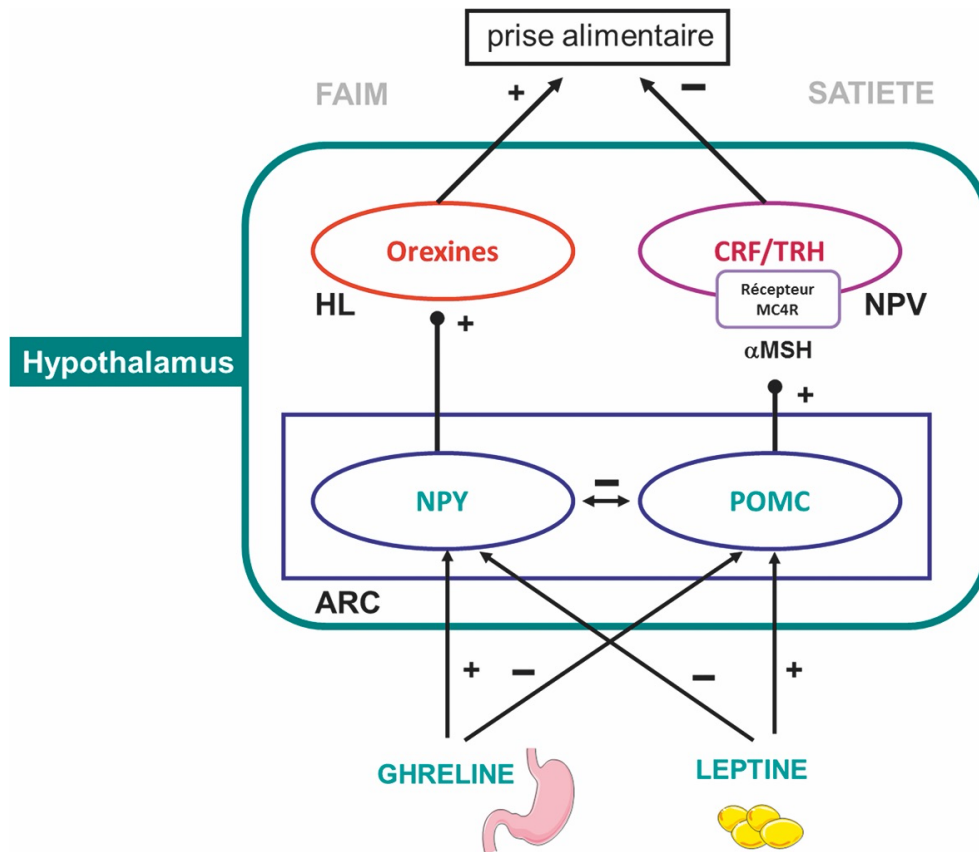 prise alimentaire
FAIM
+
−
SATIETE
Orexines
CRF/TRH
Récepteur
MC4R
HL
NPV
+
αMSH
Hypothalamus
+
NPY
−
POMC
ARC
+
−
−
+
GHRELINE
LEPTINE